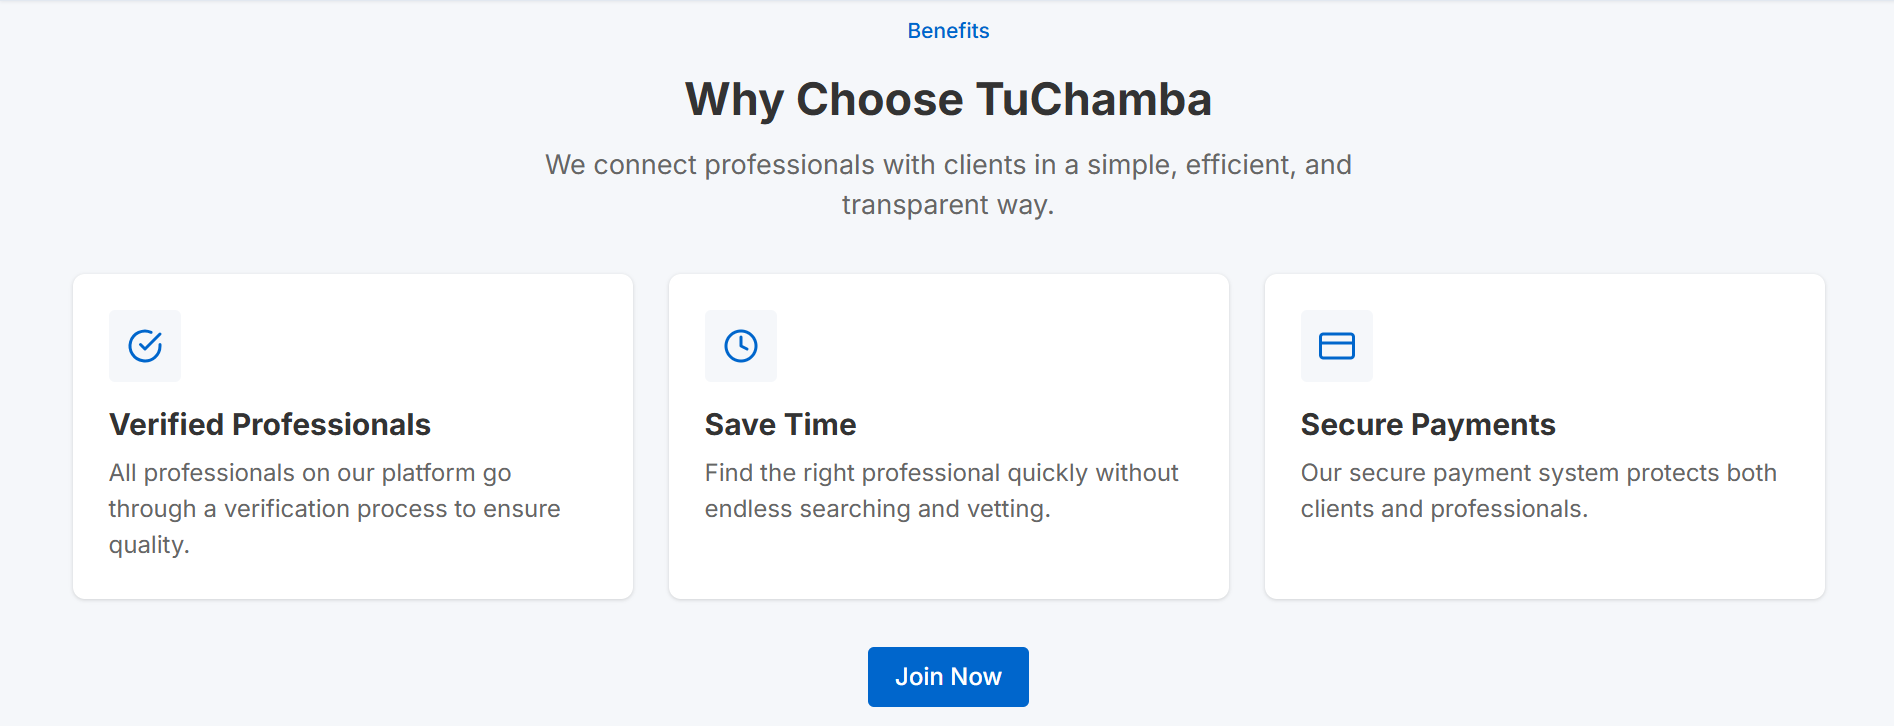 Benefits
Why Choose TuChamba
We connect professionals with clients in a simple, efficient, and
transparent way.
Verified Professionals
All professionals on our platform go
through a verification process to ensure
quality.
Save Time
Find the right professional quickly without
endless searching and vetting.
Secure Payments
Our secure payment system protects both
clients and professionals.
Join Now